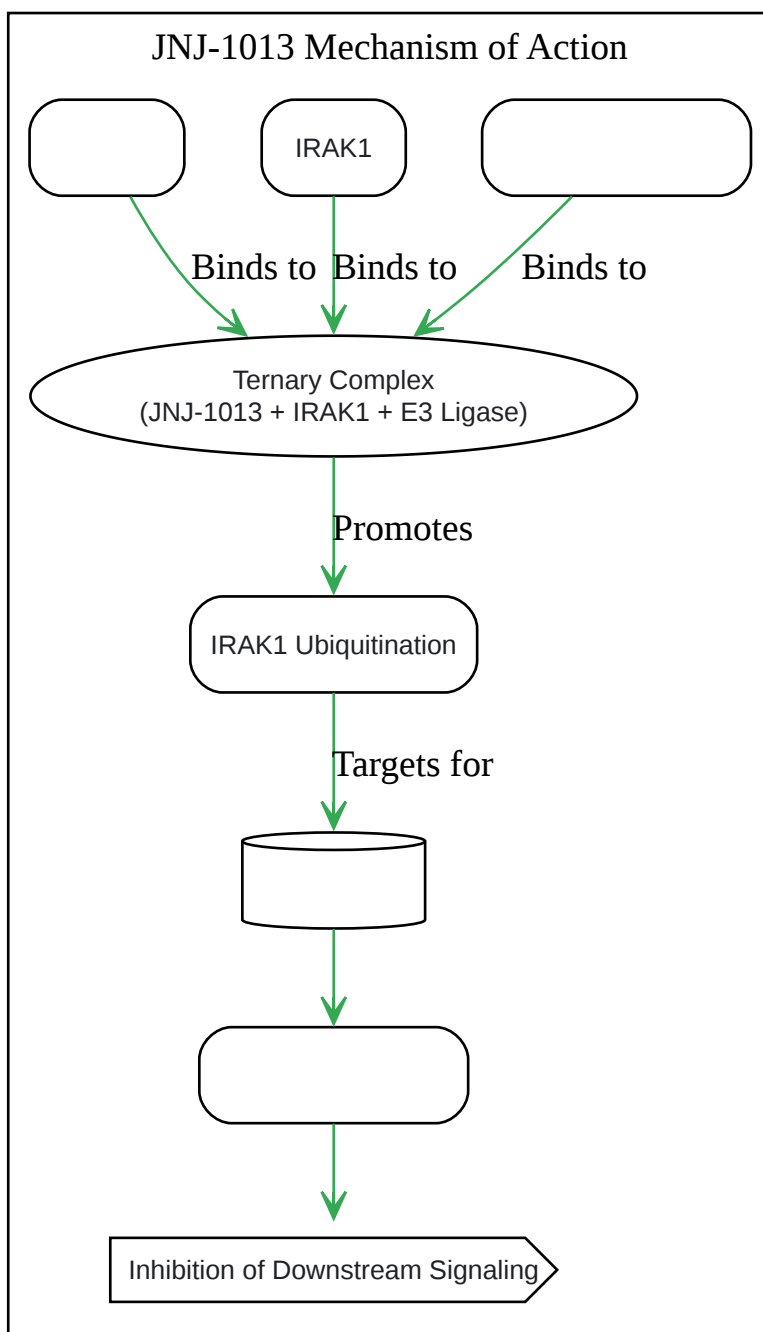 JNJ-1013 Mechanism of Action
IRAK1
Binds to
Binds to
Binds to
Ternary Complex
(JNJ-1013 + IRAK1 + E3 Ligase)
Promotes
IRAK1 Ubiquitination
Targets for
Inhibition of Downstream Signaling